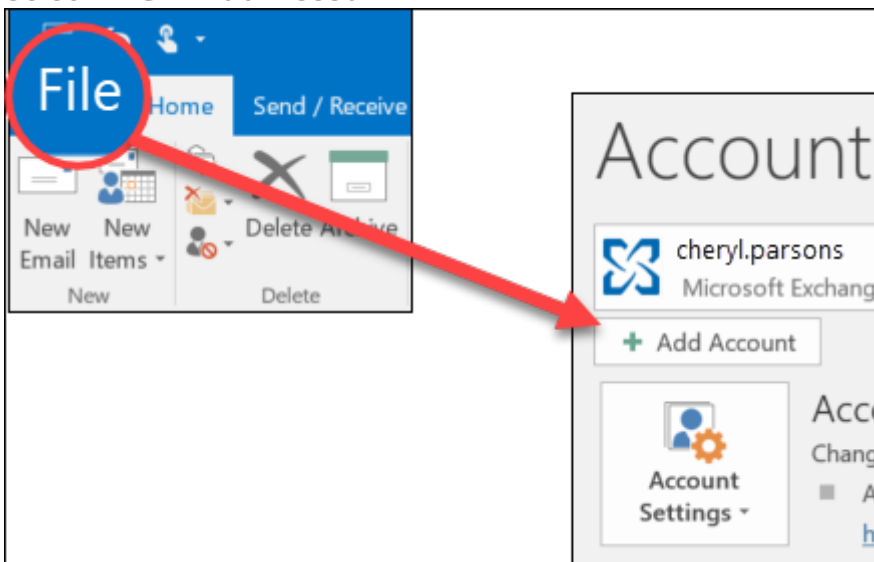 File
Home
Send / Receive
New
Email
New
Items
Delete
Archive
New
Delete
Account
cheryl.parsons
Microsoft Exchang
+ Add Account
Account
Settings
Acc
Chang